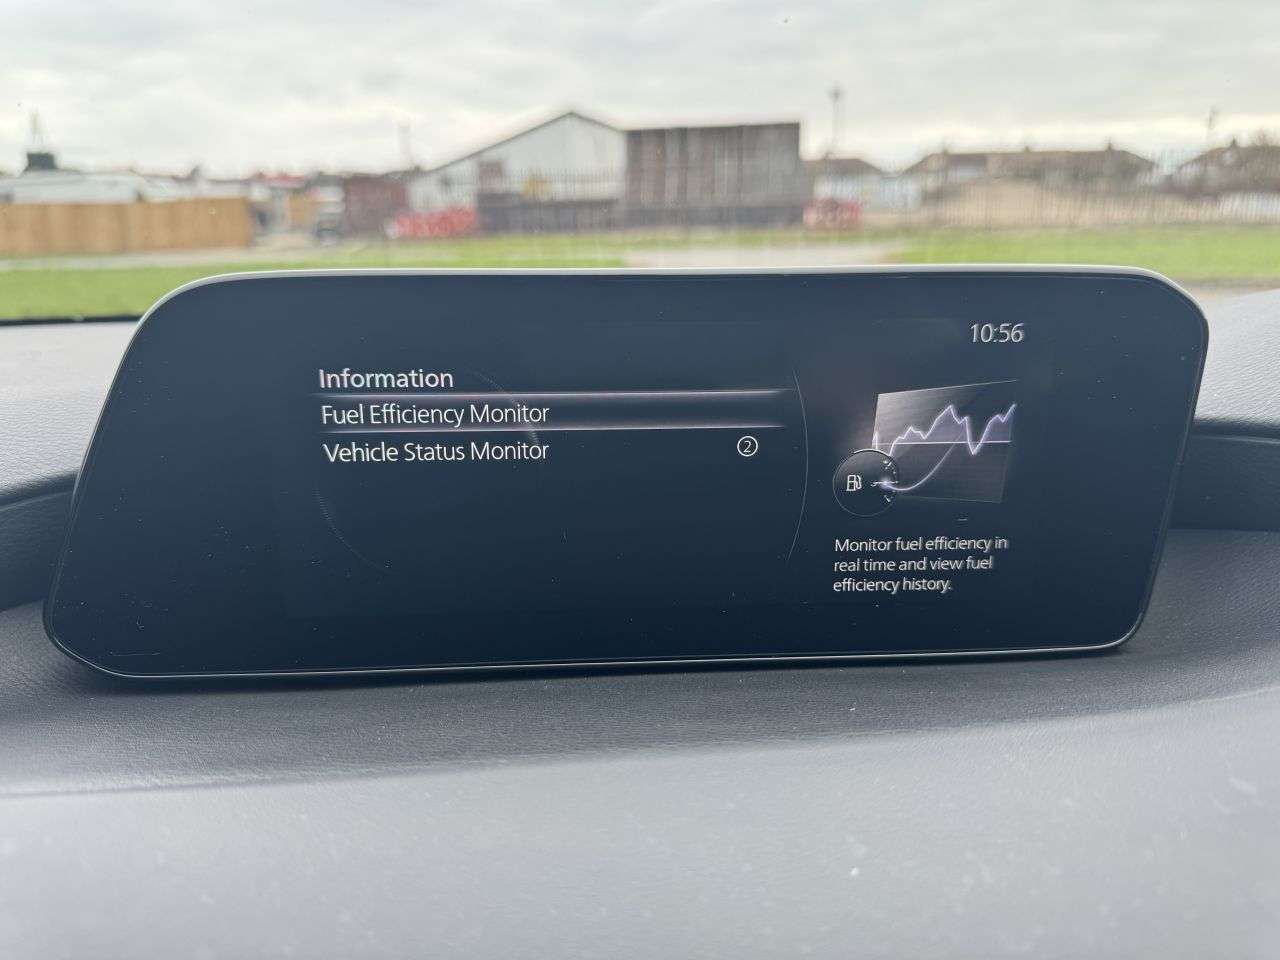 10:56
Information
Fuel Efficiency Monitor
Vehicle Status Monitor 2
Monitor fuel efficiency in
real time and view fuel
efficiency history.